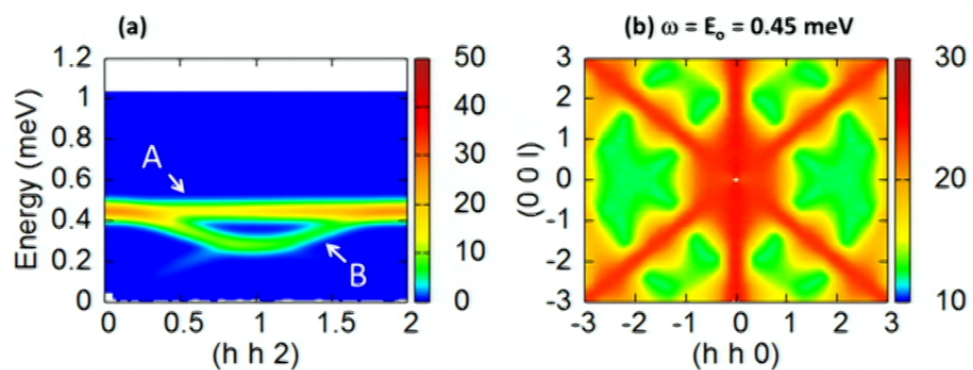 (a)
1.2
1
0.8
0.6
0.4
0.2
0
Energy (meV)
A
B
0 0.5 1 1.5 2
(h h 2)
50
40
30
20
10
0
(b) ω = Eₒ = 0.45 meV
3
2
1
0
-1
-2
-3
(0 0 l)
-3 -2 -1 0 1 2 3
(h h 0)
30
20
10